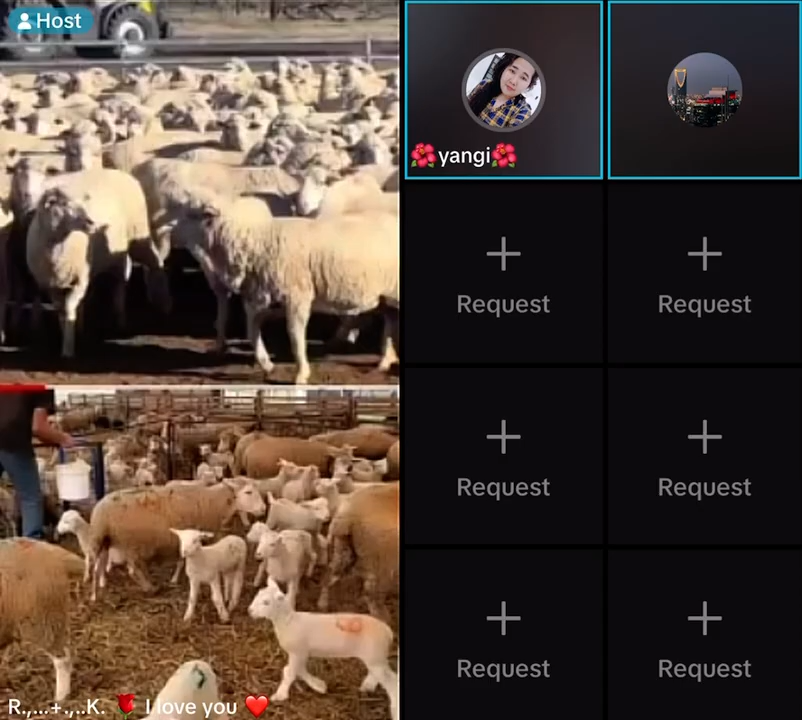 Host
🌺yangi🌺
Request
Request
Request
Request
Request
Request
R.,...+.,..K. 🌹 I love you ❤️